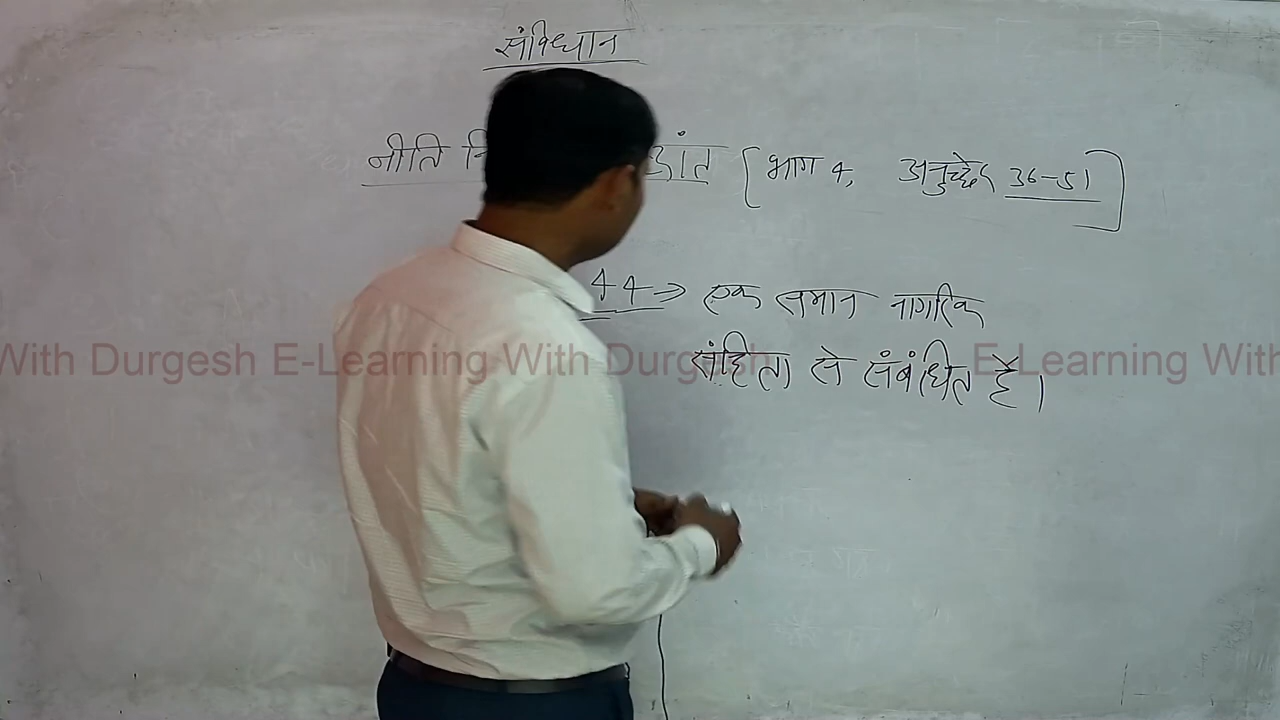 संविधान
नीति [भाग 4, अनुच्छेद 36-51]
44 => एक समान नागरिक
संहिता से संबंधित है।
With Durgesh E-Learning With Durgesh E-Learning With